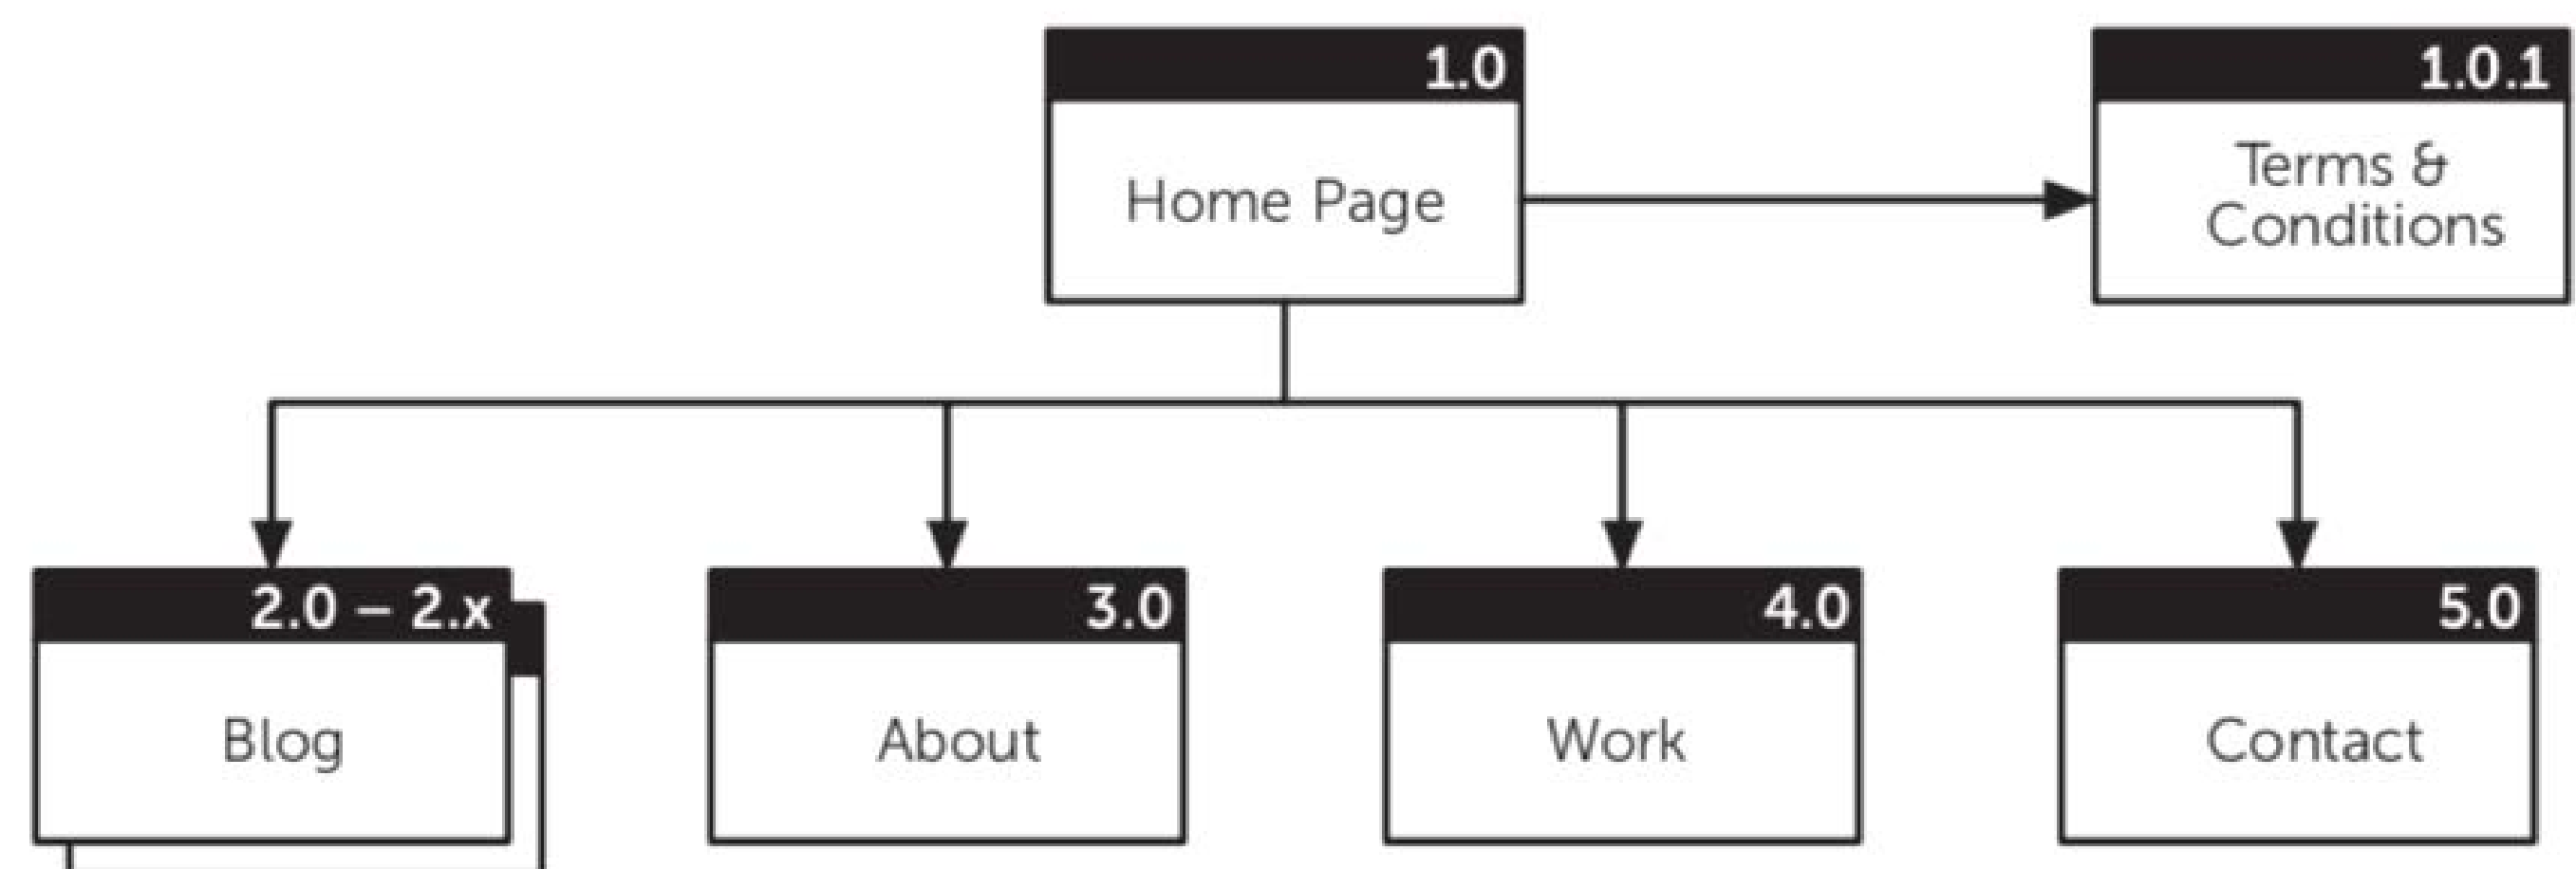 1.0
Home Page
1.0.1
Terms &
Conditions
2.0 – 2.x
Blog
3.0
About
4.0
Work
5.0
Contact